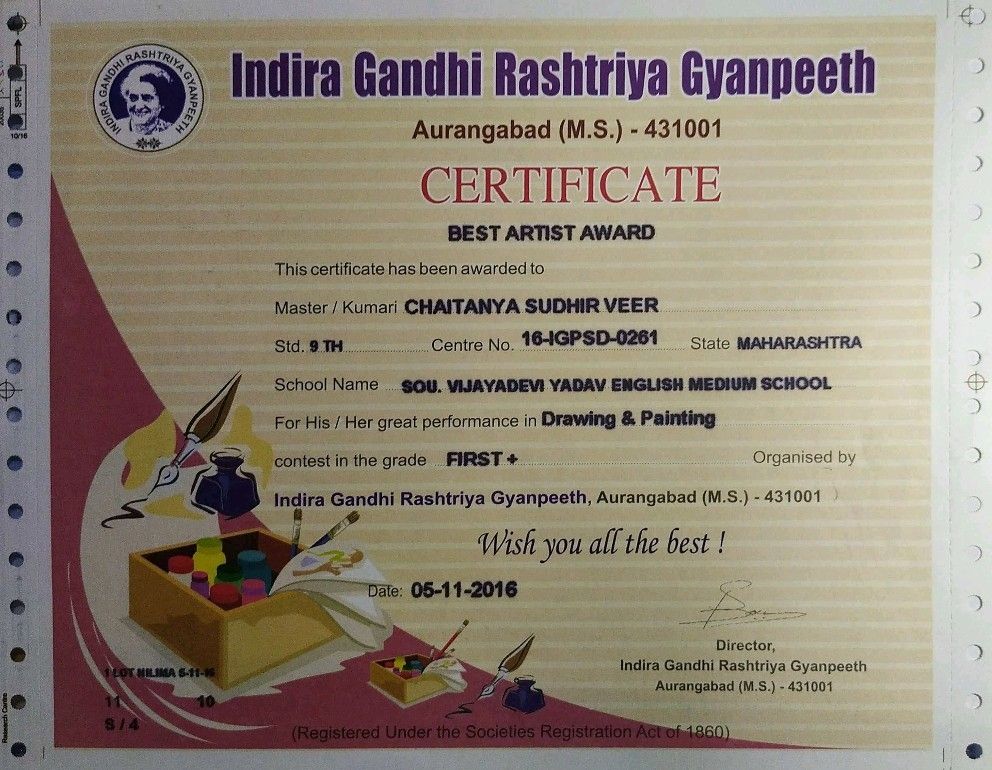 INDIRA GANDHI RASHTRIYA GYANPEETH
Indira Gandhi Rashtriya Gyanpeeth
Aurangabad (M.S.) - 431001
CERTIFICATE
BEST ARTIST AWARD
This certificate has been awarded to
Master / Kumari CHAITANYA SUDHIR VEER
Std. 9 TH Centre No. 16-IGPSD-0261 State MAHARASHTRA
School Name SOU. VIJAYADEVI YADAV ENGLISH MEDIUM SCHOOL
For His / Her great performance in Drawing & Painting
contest in the grade FIRST + Organised by
Indira Gandhi Rashtriya Gyanpeeth, Aurangabad (M.S.) - 431001
Wish you all the best !
Date: 05-11-2016
Director,
Indira Gandhi Rashtriya Gyanpeeth
Aurangabad (M.S.) - 431001
1 LOT NILIMA 5-11-16
11 10
S / 4
(Registered Under the Societies Registration Act of 1860)
SPFL
10/16